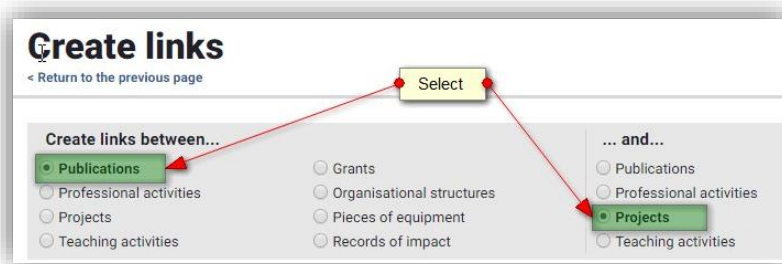 Create links
< Return to the previous page
Select
Create links between...
Publications
Professional activities
Projects
Teaching activities
Grants
Organisational structures
Pieces of equipment
Records of impact
... and...
Publications
Professional activities
Projects
Teaching activities